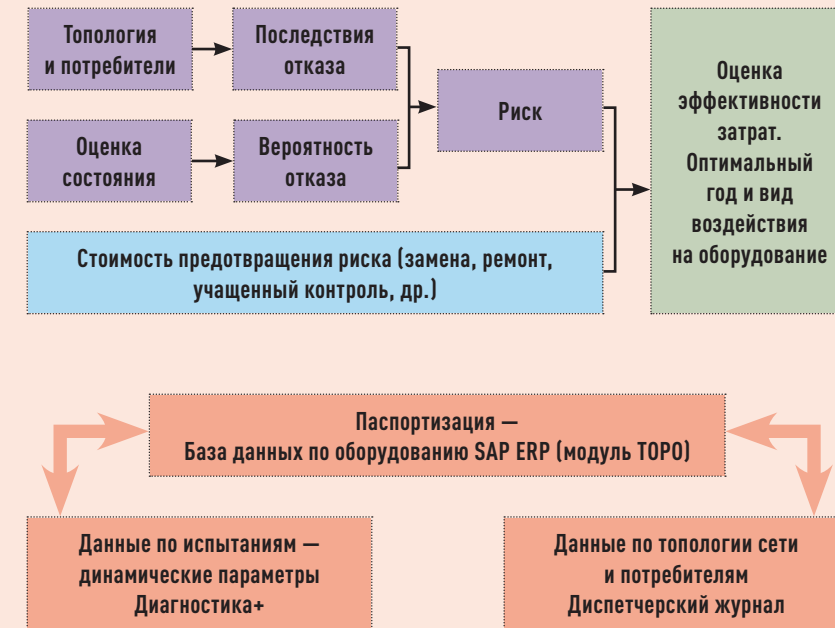 Топология
и потребители
Последствия
отказа
Оценка
состояния
Вероятность
отказа
Риск
Оценка
эффективности
затрат.
Оптимальный
год и вид
воздействия
на оборудование
Стоимость предотвращения риска (замена, ремонт,
учащенный контроль, др.)
Паспортизация —
База данных по оборудованию SAP ERP (модуль ТОРО)
Данные по испытаниям —
динамические параметры
Диагностика+
Данные по топологии сети
и потребителям
Диспетчерский журнал